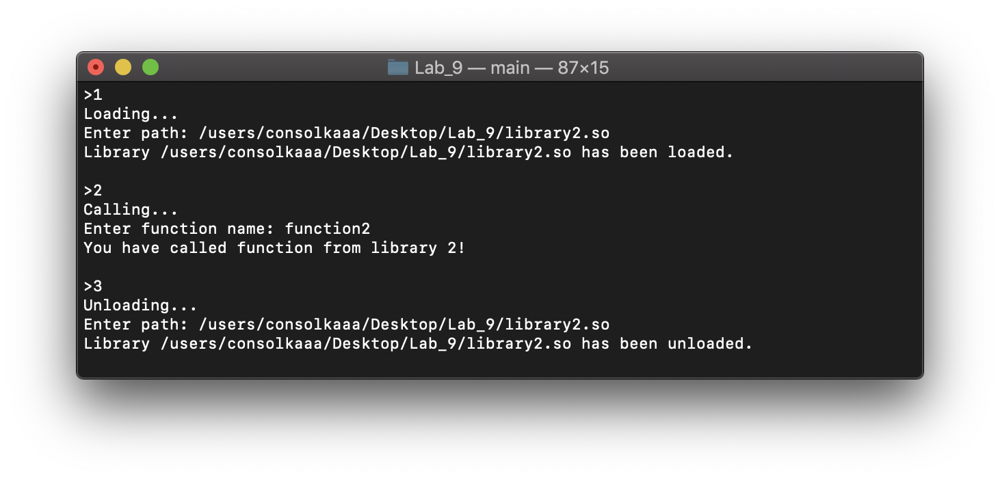 Lab_9 — main — 87×15
>1
Loading...
Enter path: /users/consolkaaa/Desktop/Lab_9/library2.so
Library /users/consolkaaa/Desktop/Lab_9/library2.so has been loaded.
>2
Calling...
Enter function name: function2
You have called function from library 2!
>3
Unloading...
Enter path: /users/consolkaaa/Desktop/Lab_9/library2.so
Library /users/consolkaaa/Desktop/Lab_9/library2.so has been unloaded.